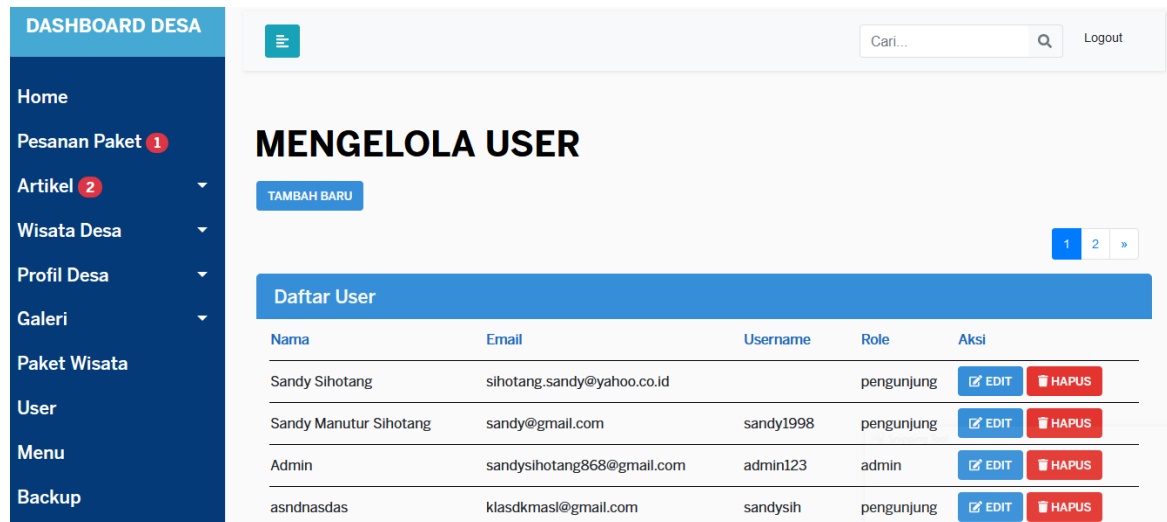 DASHBOARD DESA
Home
Pesanan Paket 1
Artikel 2
Wisata Desa
Profil Desa
Galeri
Paket Wisata
User
Menu
Backup
Cari...
Logout
MENGELOLA USER
TAMBAH BARU
1 2 »
Daftar User
Nama Email Username Role Aksi
Sandy Sihotang sihotang.sandy@yahoo.co.id pengunjung EDIT HAPUS
Sandy Manutur Sihotang sandy@gmail.com sandy1998 pengunjung EDIT HAPUS
Admin sandysihotang868@gmail.com admin123 admin EDIT HAPUS
asndnasdas klasdkmasl@gmail.com sandysih pengunjung EDIT HAPUS